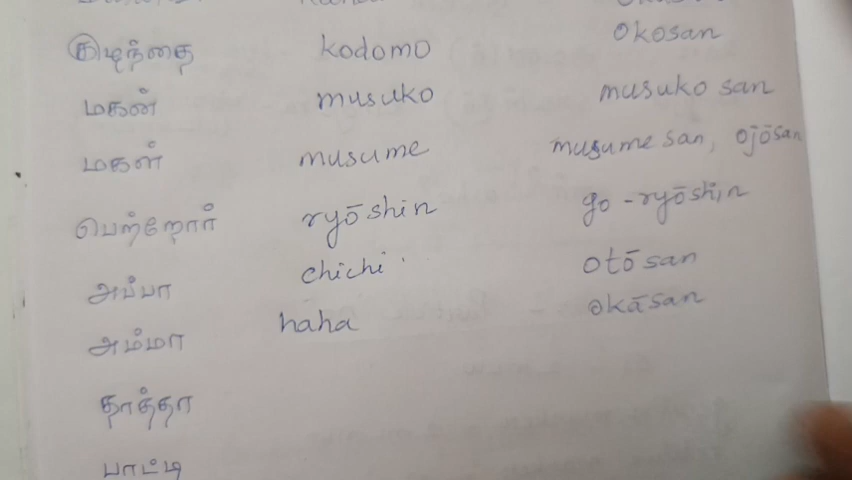 குழந்தை kodomo okosan
மகன் musuko musuko san
மகள் musume musume san, ojōsan
பெற்றோர் ryōshin go-ryōshin
அப்பா chichi otōsan
அம்மா haha okāsan
தாத்தா
பாட்டி